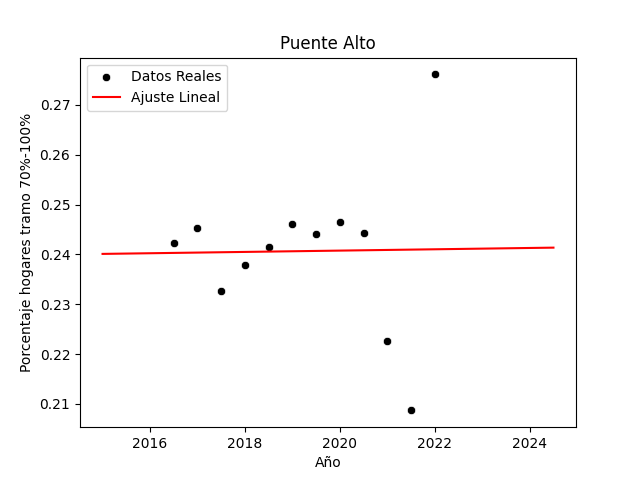 Puente Alto
Datos Reales
Ajuste Lineal
Porcentaje hogares tramo 70%-100%
0.27
0.26
0.25
0.24
0.23
0.22
0.21
2016 2018 2020 2022 2024
Año